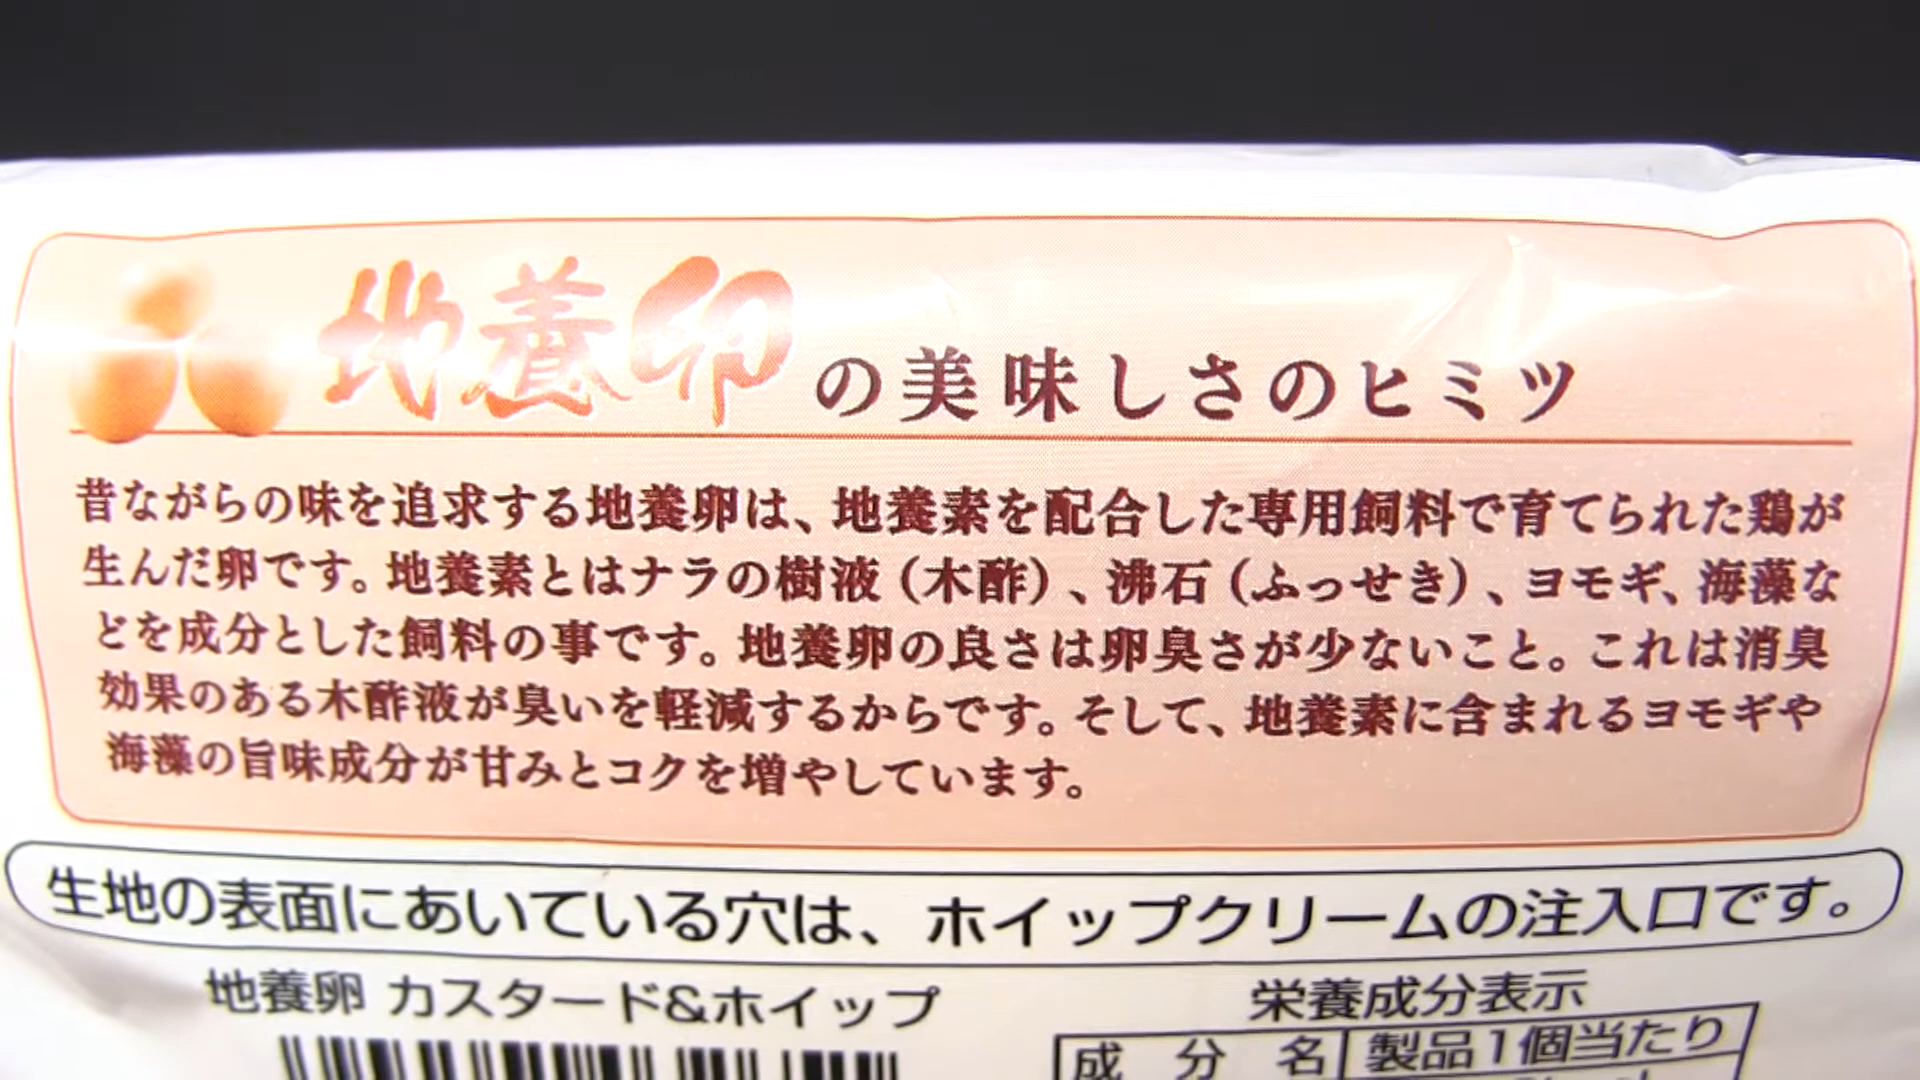 地養卵の美味しさのヒミツ
昔ながらの味を追求する地養卵は、地養素を配合した専用飼料で育てられた鶏が
生んだ卵です。地養素とはナラの樹液（木酢）、沸石（ふっせき）、ヨモギ、海藻な
どを成分とした飼料の事です。地養卵の良さは卵臭さが少ないこと。これは消臭
効果のある木酢液が臭いを軽減するからです。そして、地養素に含まれるヨモギや
海藻の旨味成分が甘みとコクを増やしています。
生地の表面にあいている穴は、ホイップクリームの注入口です。
地養卵 カスタード&ホイップ
栄養成分表示
成 分 名 製品1個当たり